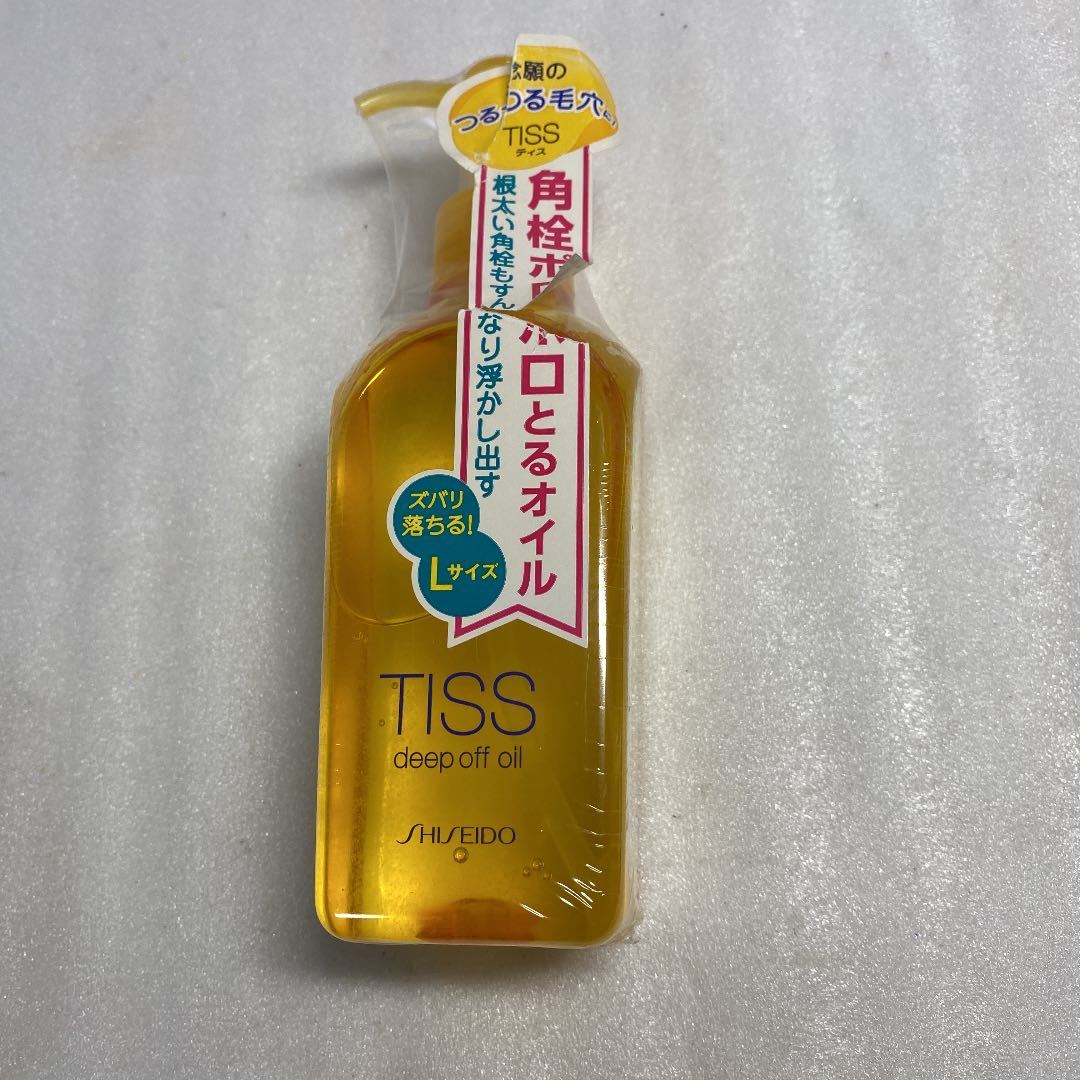 念願の
つるつる毛穴に
TISS
ティス
角栓ポロポロとるオイル
根太い角栓もすんなり浮かし出す
ズバリ
落ちる!
Lサイズ
TISS
deep off oil
SHISEIDO